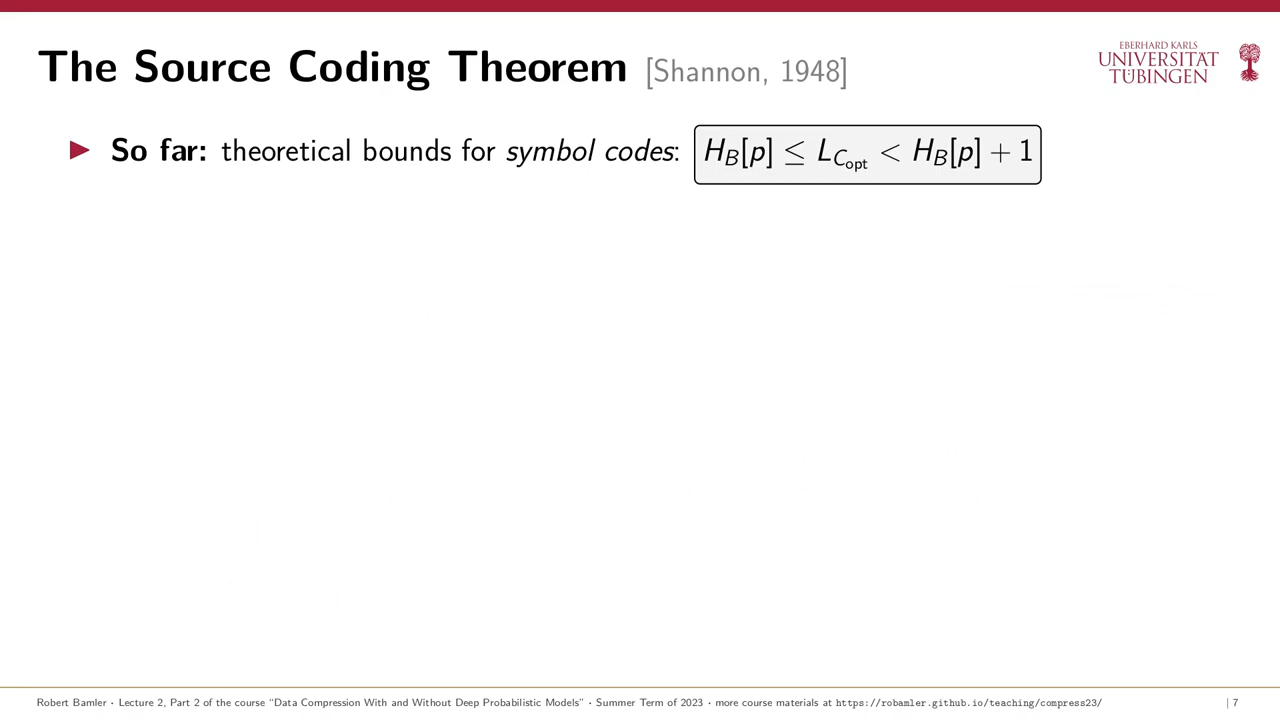 The Source Coding Theorem [Shannon, 1948]
EBERHARD KARLS
UNIVERSITÄT
TÜBINGEN
▶ So far: theoretical bounds for symbol codes: H_B[p] ≤ L_{C_opt} < H_B[p] + 1
Robert Bamler · Lecture 2, Part 2 of the course “Data Compression With and Without Deep Probabilistic Models” · Summer Term of 2023 · more course materials at https://robamler.github.io/teaching/compress23/ | 7